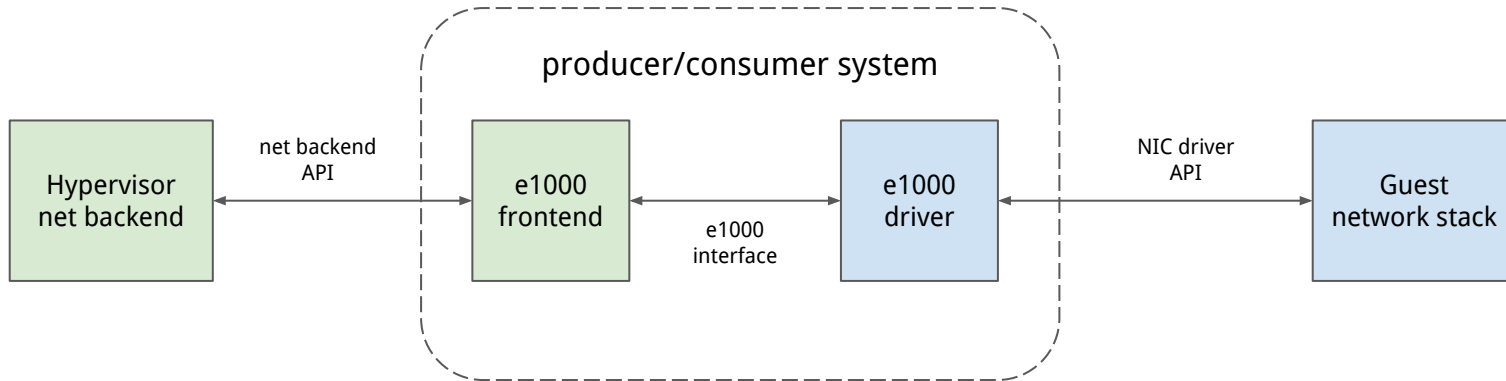 producer/consumer system
Hypervisor
net backend
net backend
API
e1000
frontend
e1000
interface
e1000
driver
NIC driver
API
Guest
network stack